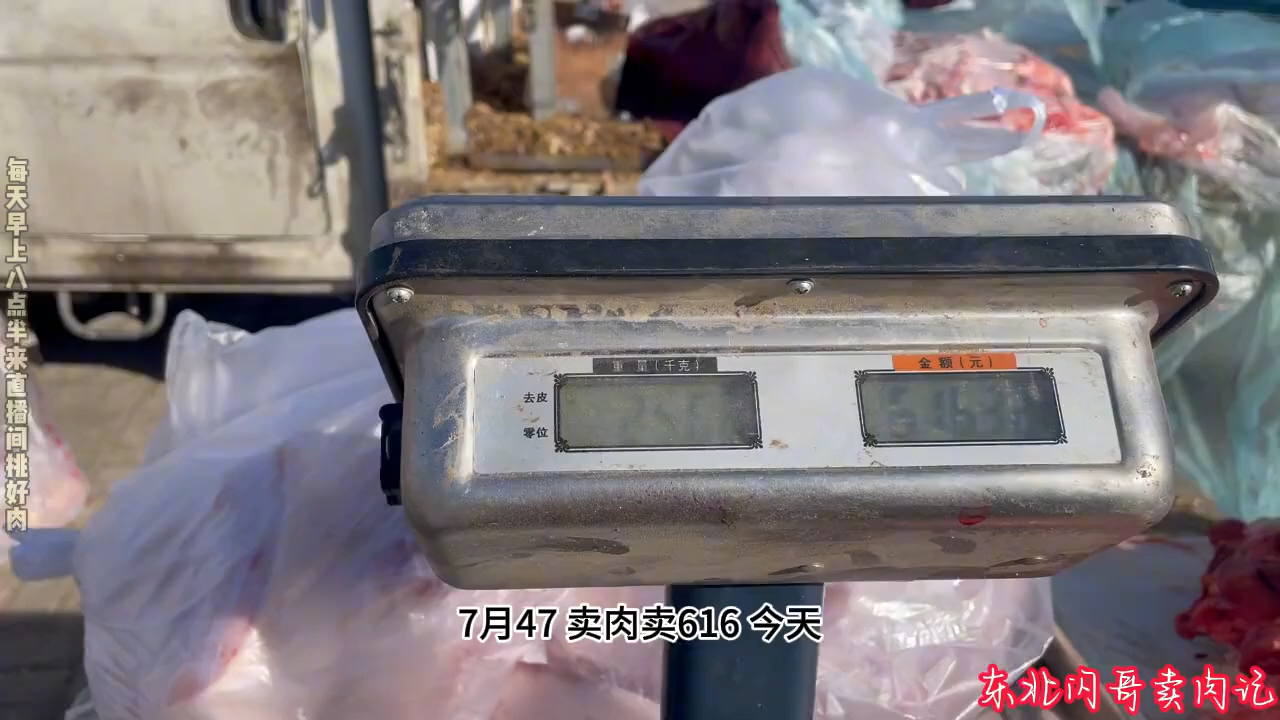 每天早上八点半来直播间挑好肉
重量(千克)
金额(元)
去皮
零位
7月47 卖肉卖616 今天
东北闪哥卖肉记